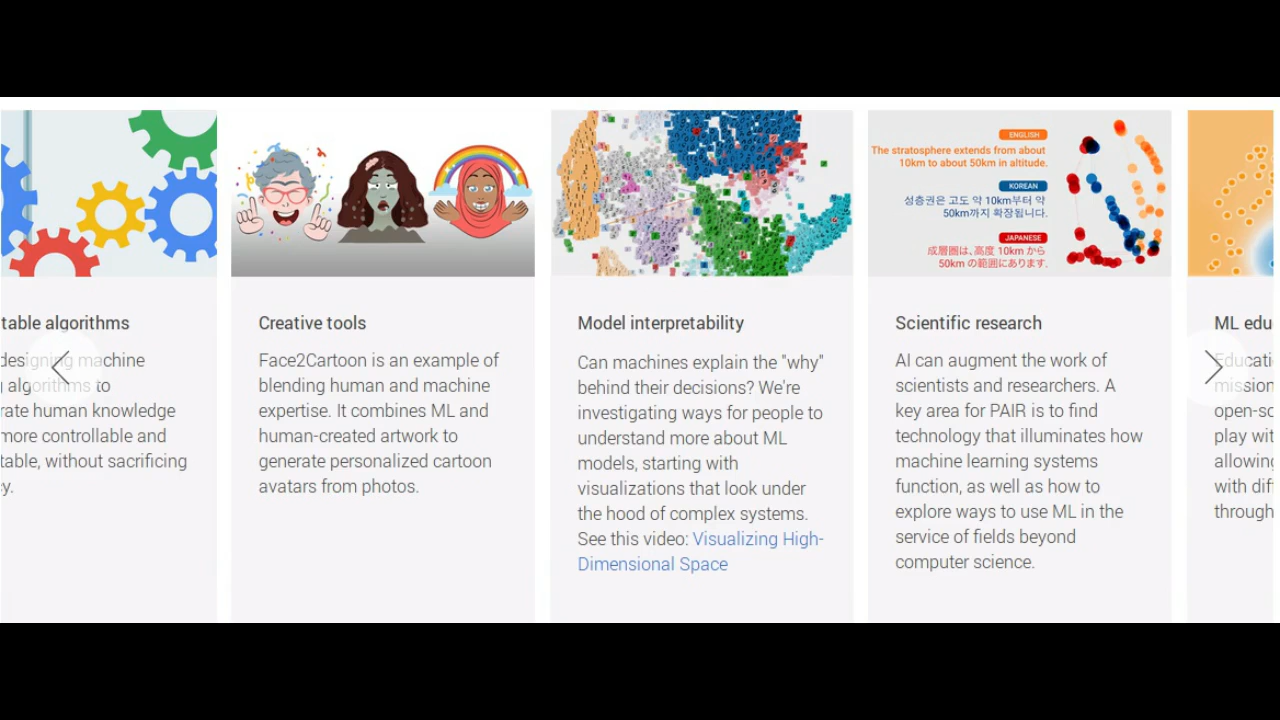 table algorithms
designing machine
algorithms to
rate human knowledge
more controllable and
table, without sacrificing
cy.
Creative tools
Face2Cartoon is an example of
blending human and machine
expertise. It combines ML and
human-created artwork to
generate personalized cartoon
avatars from photos.
Model interpretability
Can machines explain the "why"
behind their decisions? We're
investigating ways for people to
understand more about ML
models, starting with
visualizations that look under
the hood of complex systems.
See this video: Visualizing High-
Dimensional Space
ENGLISH
The stratosphere extends from about
10km to about 50km in altitude.
KOREAN
성층권은 고도 약 10km부터 약
50km까지 확장됩니다.
JAPANESE
成層圏は、高度 10km から
50km の範囲にあります。
Scientific research
AI can augment the work of
scientists and researchers. A
key area for PAIR is to find
technology that illuminates how
machine learning systems
function, as well as how to
explore ways to use ML in the
service of fields beyond
computer science.
ML edu
Educati
mission
open-so
play wit
allowing
with diff
through